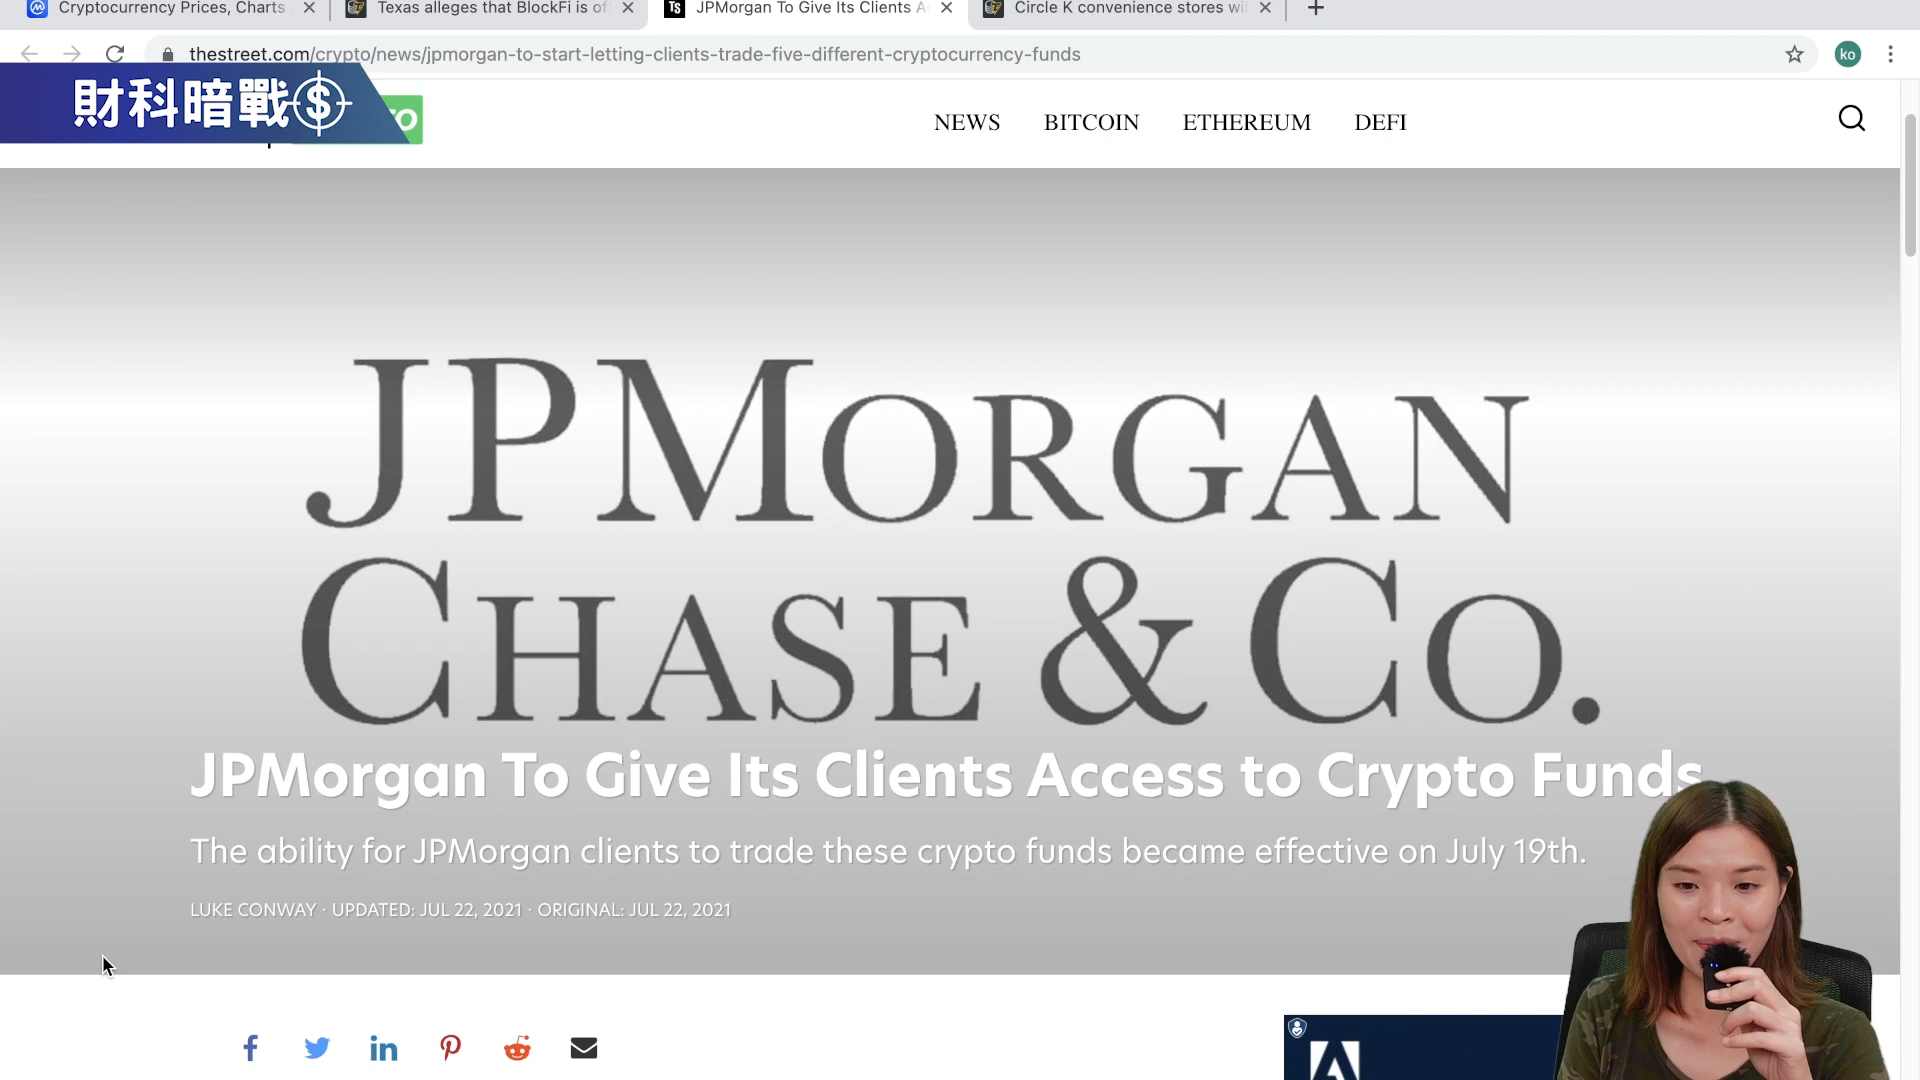 Cryptocurrency Prices, Charts
Texas alleges that BlockFi is of
JPMorgan To Give Its Clients A
Circle K convenience stores wi
thestreet.com/crypto/news/jpmorgan-to-start-letting-clients-trade-five-different-cryptocurrency-funds
ko
財科暗戰
NEWS
BITCOIN
ETHEREUM
DEFI
JPMORGAN
CHASE & CO.
JPMorgan To Give Its Clients Access to Crypto Funds
The ability for JPMorgan clients to trade these crypto funds became effective on July 19th.
LUKE CONWAY · UPDATED: JUL 22, 2021 · ORIGINAL: JUL 22, 2021